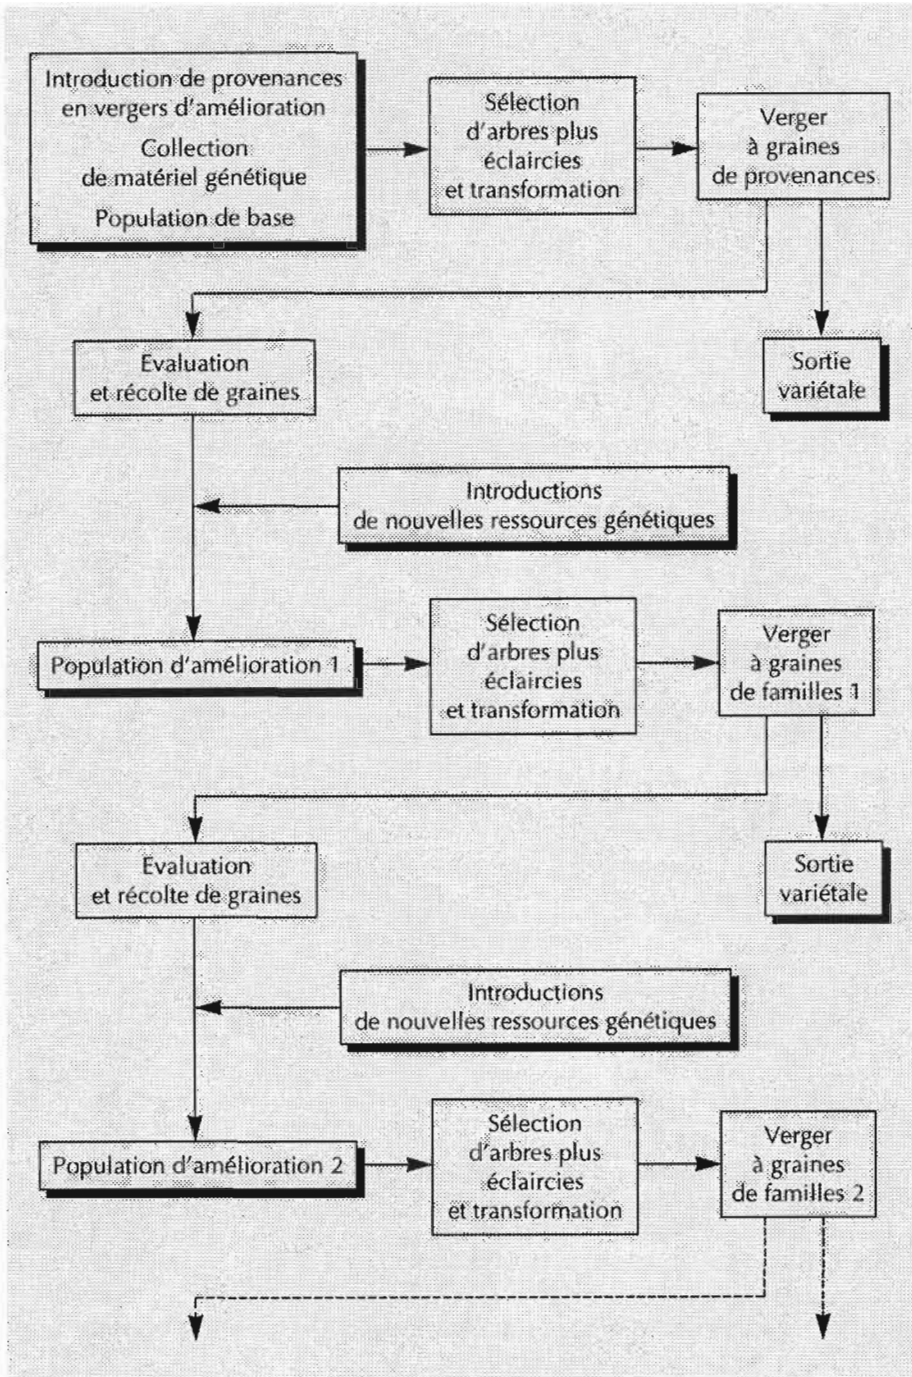 Introduction de provenances
en vergers d'amélioration
Collection
de matériel génétique
Population de base
Sélection
d'arbres plus
éclaircies
et transformation
Verger
à graines
de provenances
Evaluation
et récolte de graines
Sortie
variétale
Introductions
de nouvelles ressources génétiques
Population d'amélioration 1
Sélection
d'arbres plus
éclaircies
et transformation
Verger
à graines
de familles 1
Evaluation
et récolte de graines
Sortie
variétale
Introductions
de nouvelles ressources génétiques
Population d'amélioration 2
Sélection
d'arbres plus
éclaircies
et transformation
Verger
à graines
de familles 2